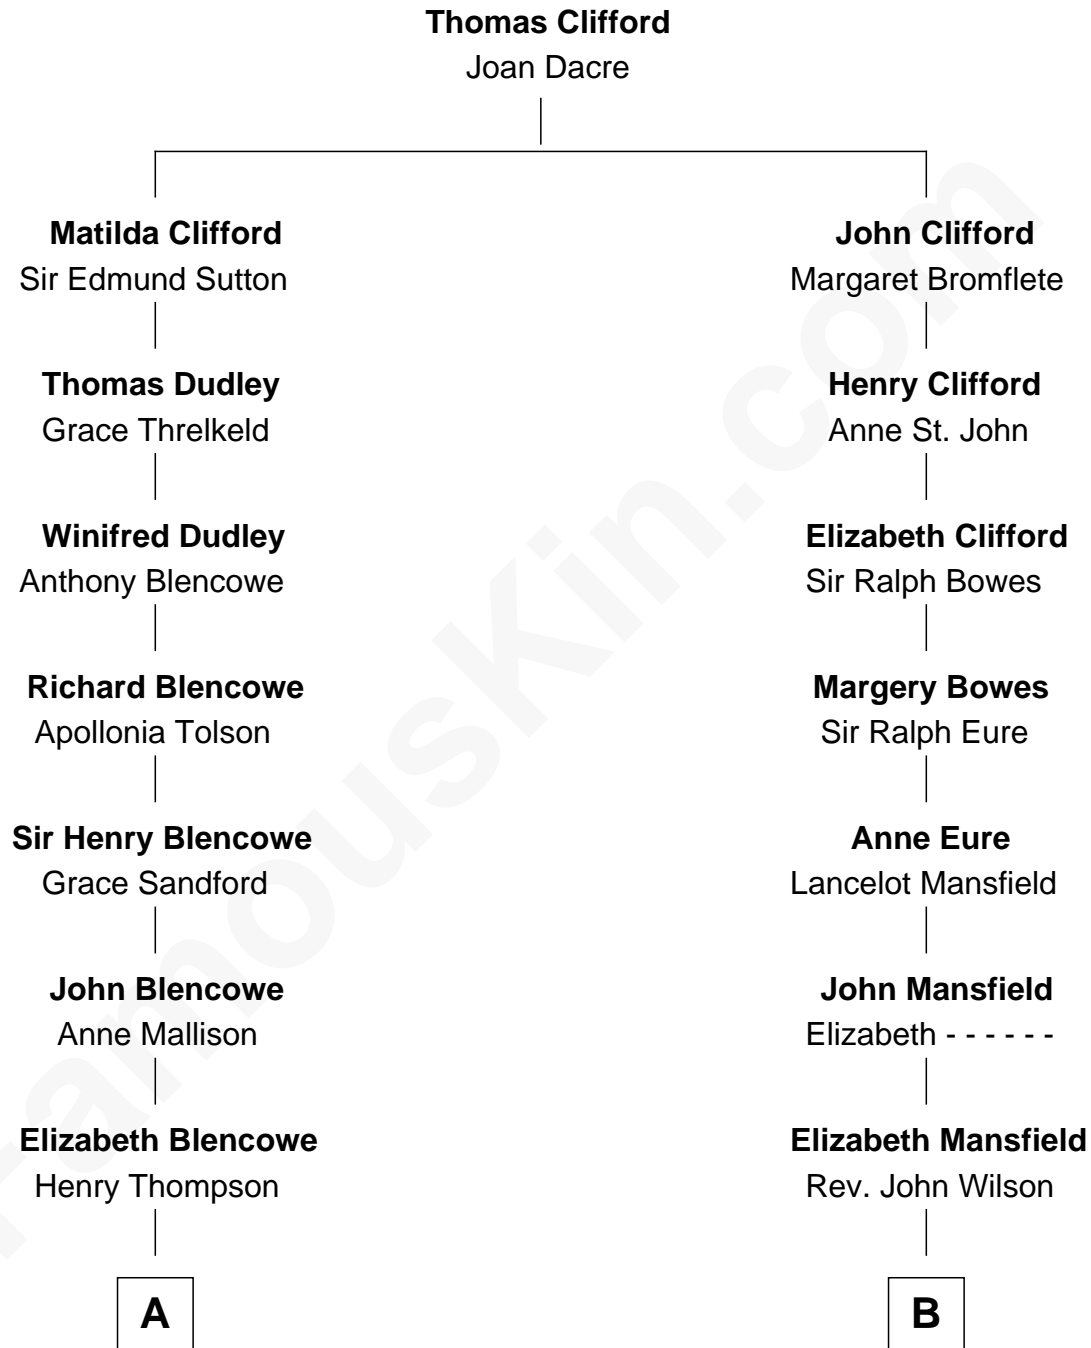 Thomas Clifford
Joan Dacre
Matilda Clifford
Sir Edmund Sutton
John Clifford
Margaret Bromflete
Thomas Dudley
Grace Threlkeld
Henry Clifford
Anne St. John
Winifred Dudley
Anthony Blencowe
Elizabeth Clifford
Sir Ralph Bowes
Richard Blencowe
Apollonia Tolson
Margery Bowes
Sir Ralph Eure
Sir Henry Blencowe
Grace Sandford
Anne Eure
Lancelot Mansfield
John Blencowe
Anne Mallison
John Mansfield
Elizabeth - - - - - -
Elizabeth Blencowe
Henry Thompson
Elizabeth Mansfield
Rev. John Wilson
A
B
FamousKin.com